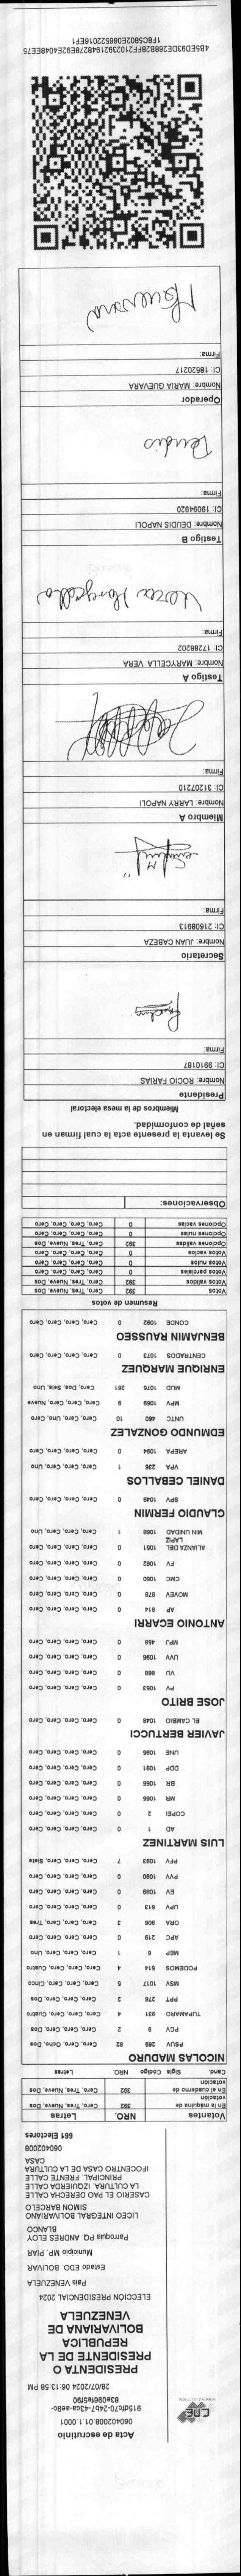 CNE
Acta de escrutinio
060402008.01.1.0001
915dfc70-24b7-43ca-ae9c-
83e096fe5f90
28/07/2024 06:13:58 PM
PRESIDENTA O
PRESIDENTE DE LA
REPUBLICA
BOLIVARIANA DE
VENEZUELA
ELECCIÓN PRESIDENCIAL 2024
Pais VENEZUELA
Estado EDO. BOLIVAR
Municipio MP. PIAR
Parroquia PQ. ANDRES ELOY
BLANCO
LICEO INTEGRAL BOLIVARIANO
SIMON BARCELO
CASERIO EL PAO DERECHA CALLE
LA CULTURA. IZQUIERDA CALLE
PRINCIPAL. FRENTE CALLE
IFOCENTRO CASA DE LA CULTURA
CASA
060402008
661 Electores
Votantes NRO. Letras
En la máquina de votación 392 Cero, Tres, Nueve, Dos
En el cuaderno de votación 392 Cero, Tres, Nueve, Dos
Cand. Sigla Código NRO. Letras
NICOLAS MADURO
PSUV 269 82 Cero, Cero, Ocho, Dos
PCV 9 2 Cero, Cero, Cero, Dos
TUPAMARO 931 4 Cero, Cero, Cero, Cuatro
PPT 276 2 Cero, Cero, Cero, Dos
MSV 1017 5 Cero, Cero, Cero, Cinco
PODEMOS 514 4 Cero, Cero, Cero, Cuatro
MEP 6 1 Cero, Cero, Cero, Uno
APC 219 0 Cero, Cero, Cero, Cero
ORA 906 3 Cero, Cero, Cero, Tres
UPV 513 0 Cero, Cero, Cero, Cero
EV 1089 0 Cero, Cero, Cero, Cero
PVV 1090 0 Cero, Cero, Cero, Cero
PFV 1093 7 Cero, Cero, Cero, Siete
LUIS MARTINEZ
AD 1 0 Cero, Cero, Cero, Cero
COPEI 2 0 Cero, Cero, Cero, Cero
MR 1065 0 Cero, Cero, Cero, Cero
BR 1066 0 Cero, Cero, Cero, Cero
DDP 1091 0 Cero, Cero, Cero, Cero
UNE 1095 0 Cero, Cero, Cero, Cero
JAVIER BERTUCCI
EL CAMBIO 1048 0 Cero, Cero, Cero, Cero
JOSE BRITO
PV 1053 0 Cero, Cero, Cero, Cero
VU 868 0 Cero, Cero, Cero, Cero
UVV 1096 0 Cero, Cero, Cero, Cero
MPJ 459 0 Cero, Cero, Cero, Cero
ANTONIO ECARRI
AP 814 0 Cero, Cero, Cero, Cero
MOVEV 878 0 Cero, Cero, Cero, Cero
CMC 1050 0 Cero, Cero, Cero, Cero
FV 1062 0 Cero, Cero, Cero, Cero
ALIANZA DEL LAPIZ 1051 0 Cero, Cero, Cero, Cero
MIN UNIDAD 1068 1 Cero, Cero, Cero, Uno
CLAUDIO FERMIN
SPV 1049 0 Cero, Cero, Cero, Cero
DANIEL CEBALLOS
VPA 236 1 Cero, Cero, Cero, Uno
AREPA 1094 0 Cero, Cero, Cero, Cero
EDMUNDO GONZALEZ
UNTC 460 10 Cero, Cero, Uno, Cero
MPV 1069 9 Cero, Cero, Cero, Nueve
MUD 1075 261 Cero, Dos, Seis, Uno
ENRIQUE MARQUEZ
CENTRADOS 1073 0 Cero, Cero, Cero, Cero
BENJAMIN RAUSSEO
CONDE 1092 0 Cero, Cero, Cero, Cero
Resumen de votos
Votos 392 Cero, Tres, Nueve, Dos
Votos validos 392 Cero, Tres, Nueve, Dos
Votos parciales 0 Cero, Cero, Cero, Cero
Votos nulos 0 Cero, Cero, Cero, Cero
Votos vacios 0 Cero, Cero, Cero, Cero
Opciones validas 392 Cero, Tres, Nueve, Dos
Opciones nulas 0 Cero, Cero, Cero, Cero
Opciones vacias 0 Cero, Cero, Cero, Cero
Observaciones:
Se levanta la presente acta la cual firman en
señal de conformidad.
Miembros de la mesa electoral
Presidente
Nombre: ROCIO FARIAS
CI: 9910187
Firma:
Secretario
Nombre: JUAN CABEZA
CI: 21608913
Firma:
Miembro A
Nombre: LARRY NAPOLI
CI: 31207210
Firma:
Testigo A
Nombre: MARYCELLA VERA
CI: 17288202
Firma:
Vera Marycella
Testigo B
Nombre: DEUDIS NAPOLI
CI: 19094920
Firma:
Deudis
Operador
Nombre: MARIA GUEVARA
CI: 18520217
Firma:
MGuevara
4B5ED93DE268B28FF21023921948278E92E4048EE75
1F8C5802E066522016EF1